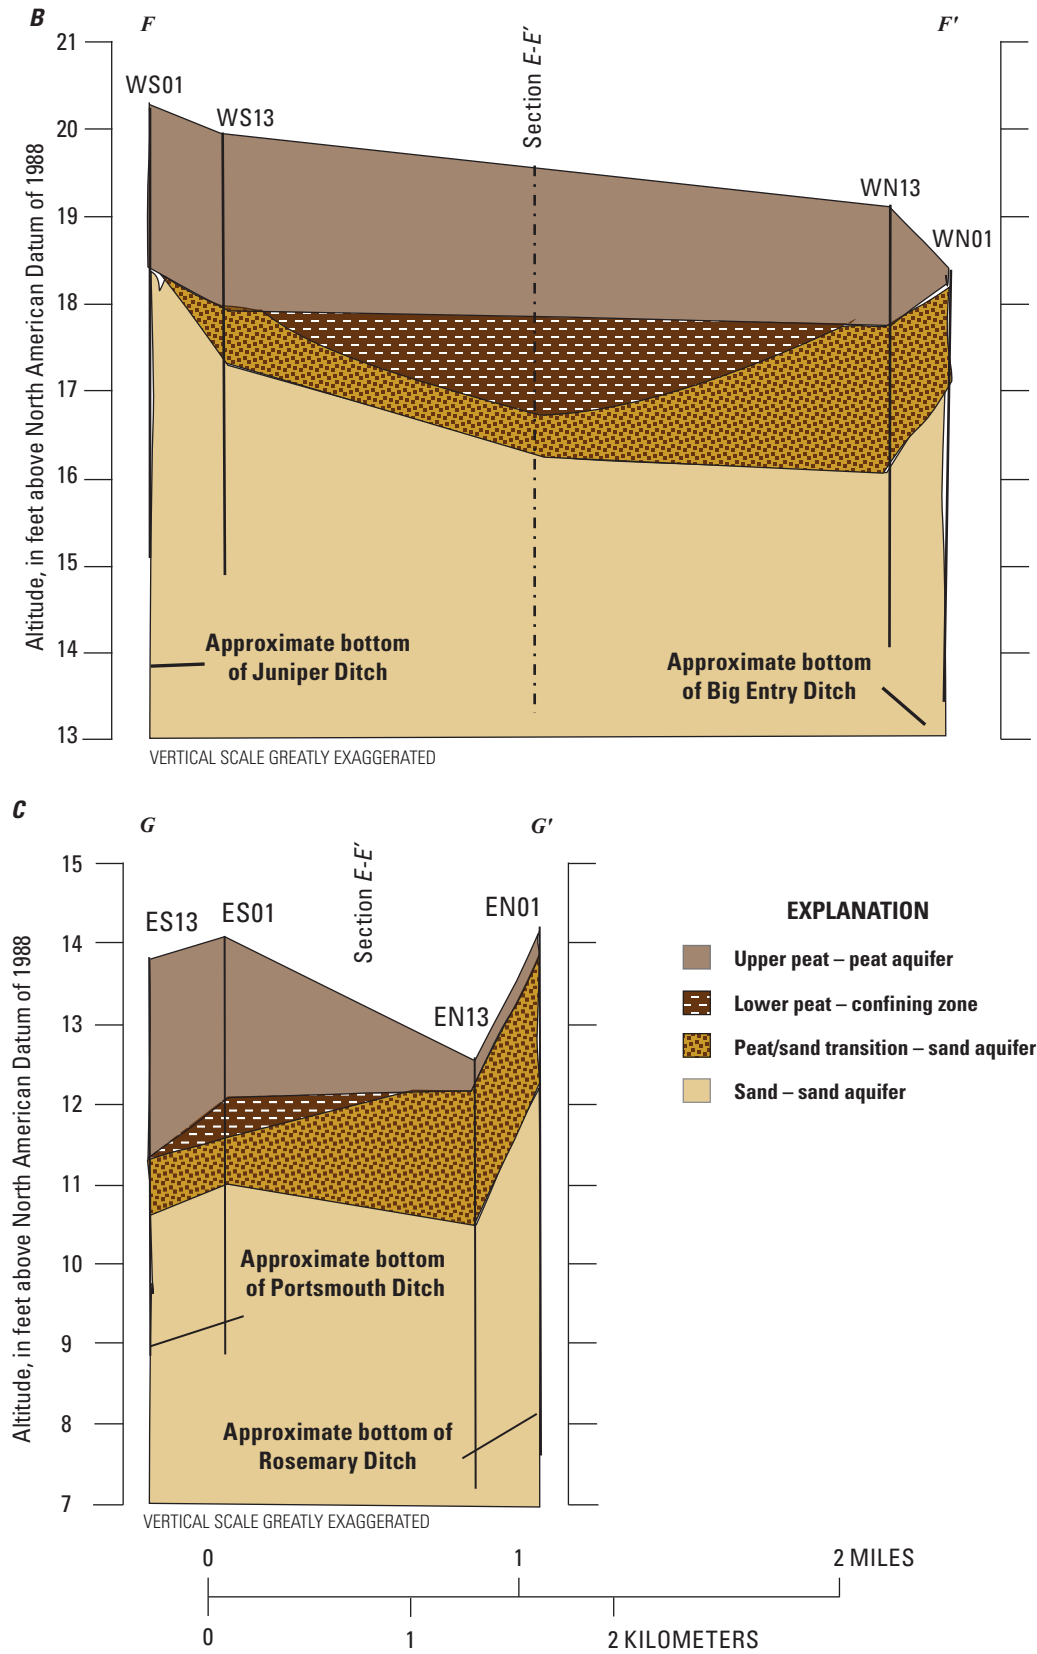 B
F
F'
Section E-E'
21
20
19
18
17
16
15
14
13
Altitude, in feet above North American Datum of 1988
WS01
WS13
WN13
WN01
Approximate bottom
of Juniper Ditch
Approximate bottom
of Big Entry Ditch
VERTICAL SCALE GREATLY EXAGGERATED
C
G
G'
Section E-E'
15
14
13
12
11
10
9
8
7
Altitude, in feet above North American Datum of 1988
ES13
ES01
EN13
EN01
Approximate bottom
of Portsmouth Ditch
Approximate bottom of
Rosemary Ditch
VERTICAL SCALE GREATLY EXAGGERATED
EXPLANATION
Upper peat – peat aquifer
Lower peat – confining zone
Peat/sand transition – sand aquifer
Sand – sand aquifer
0 1 2 MILES
0 1 2 KILOMETERS